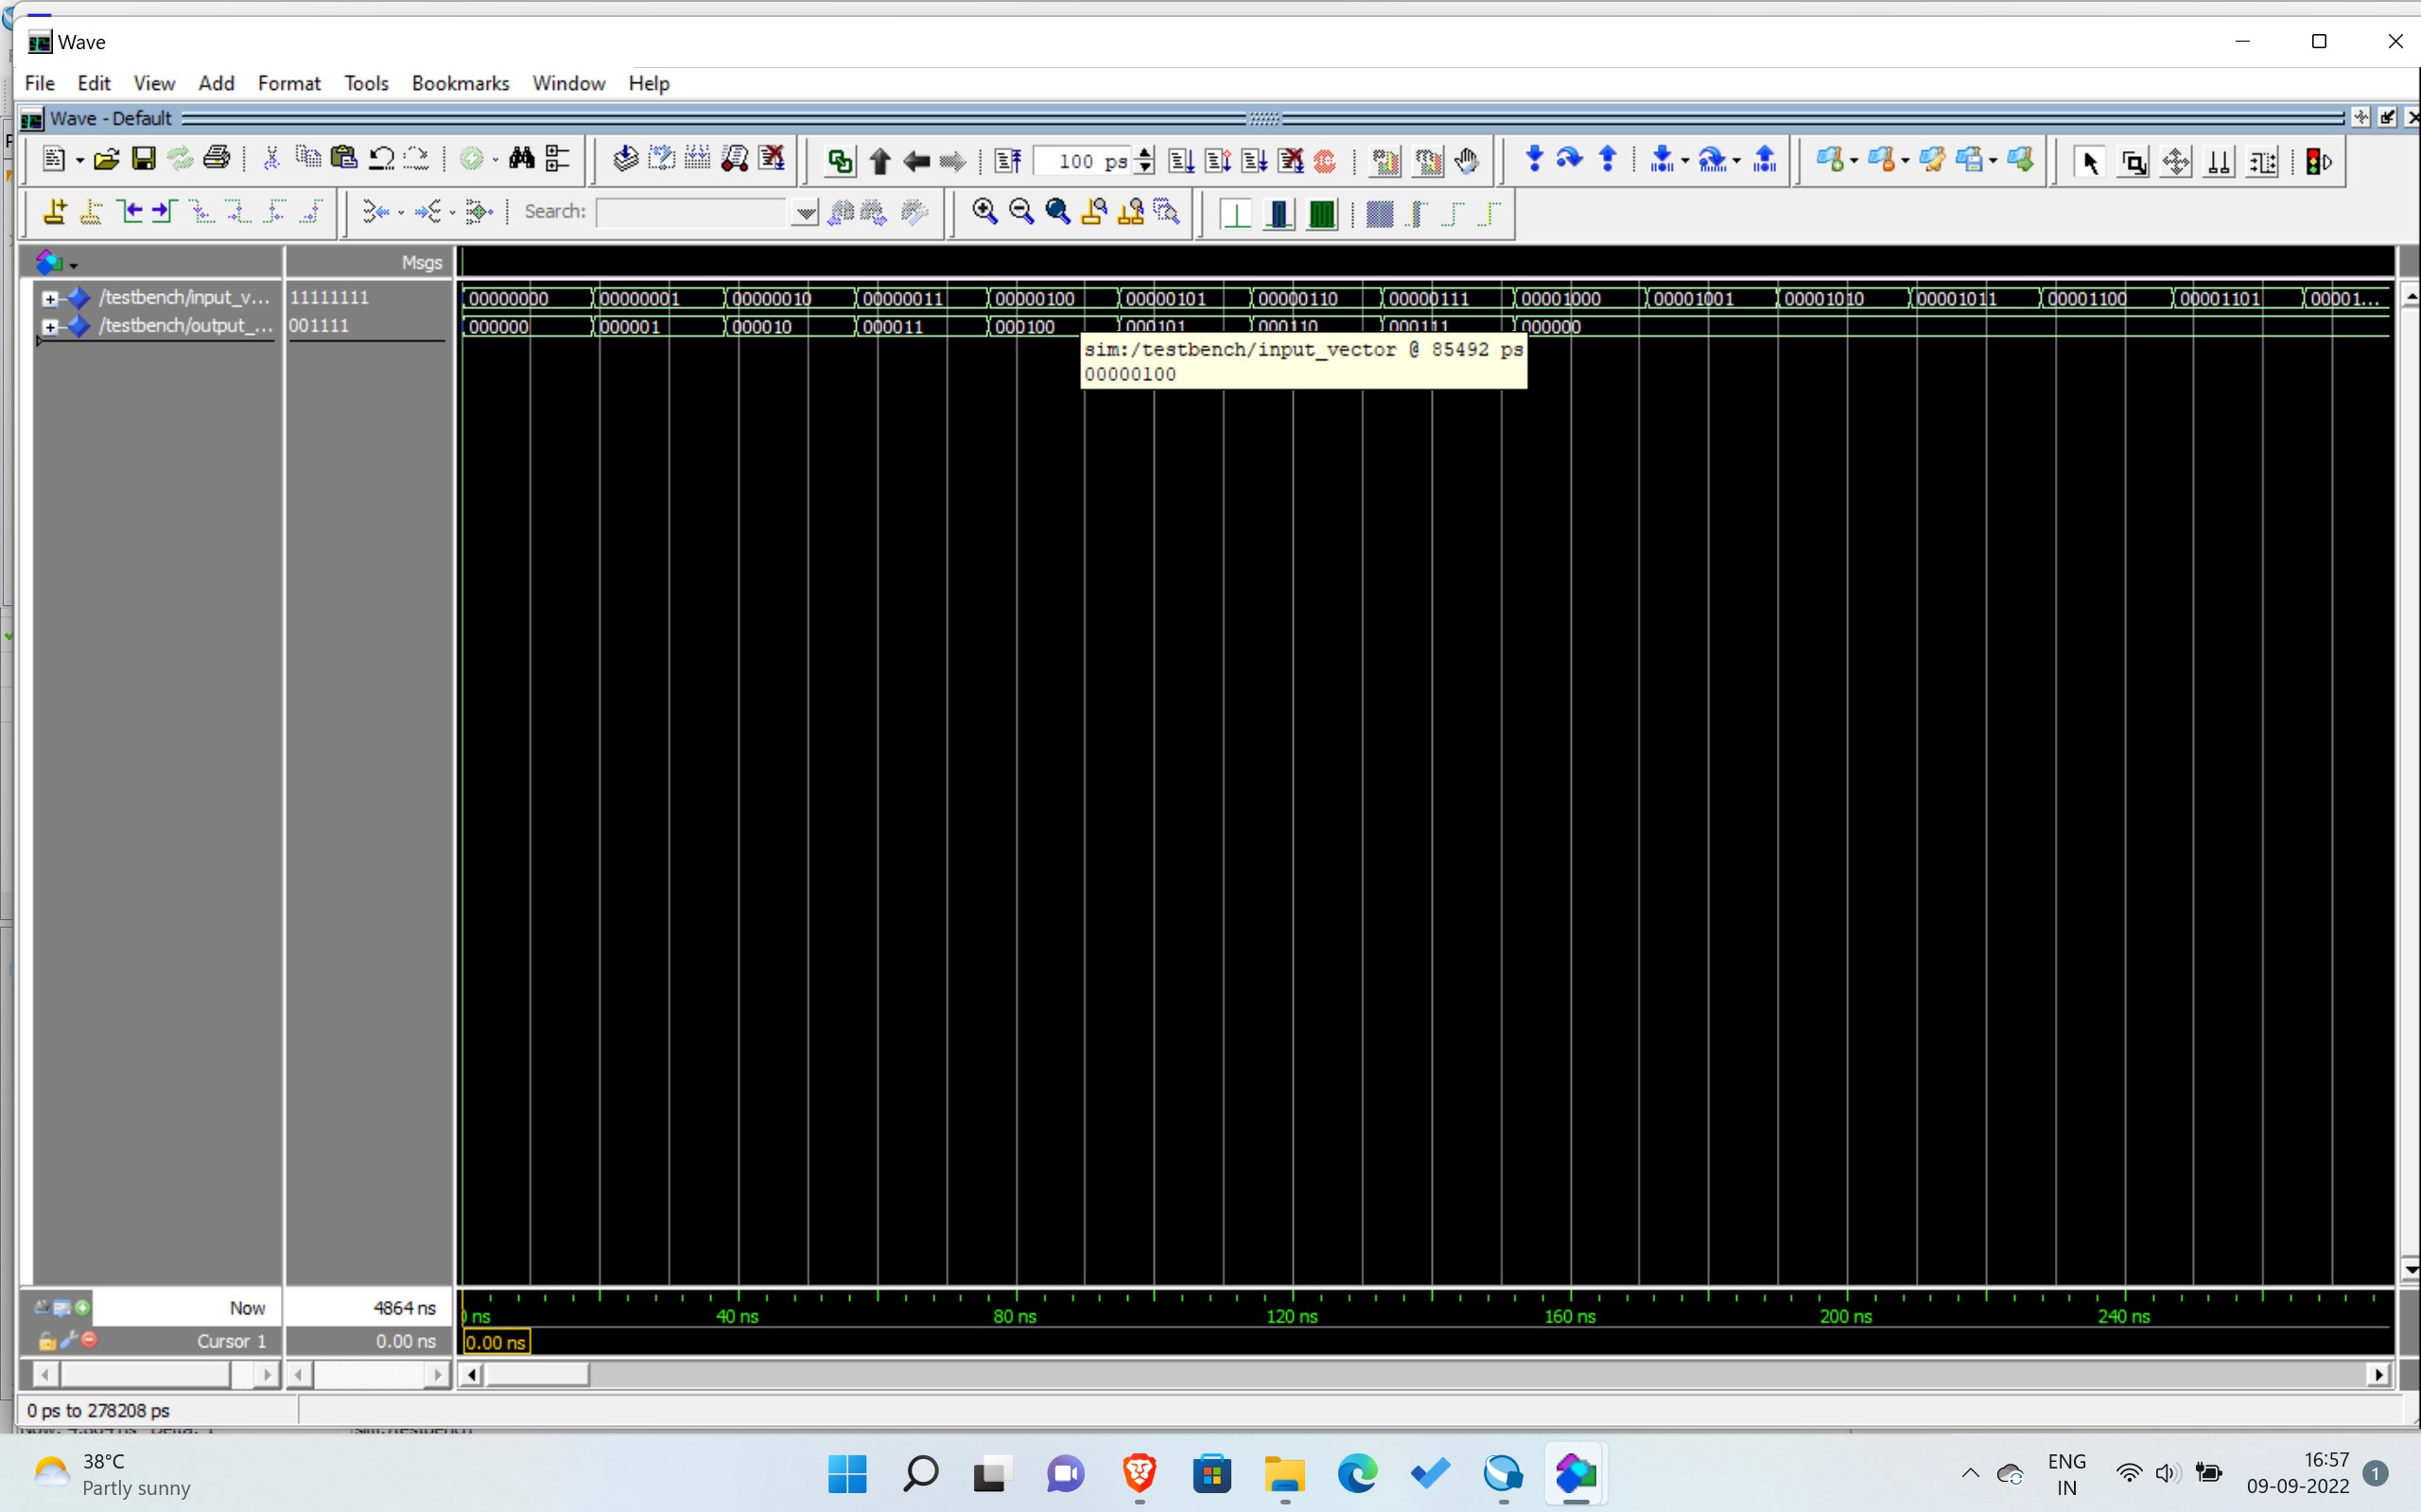 Wave
File Edit View Add Format Tools Bookmarks Window Help
Wave - Default
100 ps
Search:
Msgs
/testbench/input_v... 11111111 00000000 00000001 00000010 00000011 00000100 00000101 00000110 00000111 00001000 00001001 00001010 00001011 00001100 00001101 00001...
/testbench/output_... 001111 000000 000001 000010 000011 000100 000101 000110 000111 000000
sim:/testbench/input_vector @ 85492 ps
00000100
Now 4864 ns
ns 40 ns 80 ns 120 ns 160 ns 200 ns 240 ns
Cursor 1 0.00 ns 0.00 ns
0 ps to 278208 ps
38°C
Partly sunny
ENG
IN
16:57
09-09-2022
1